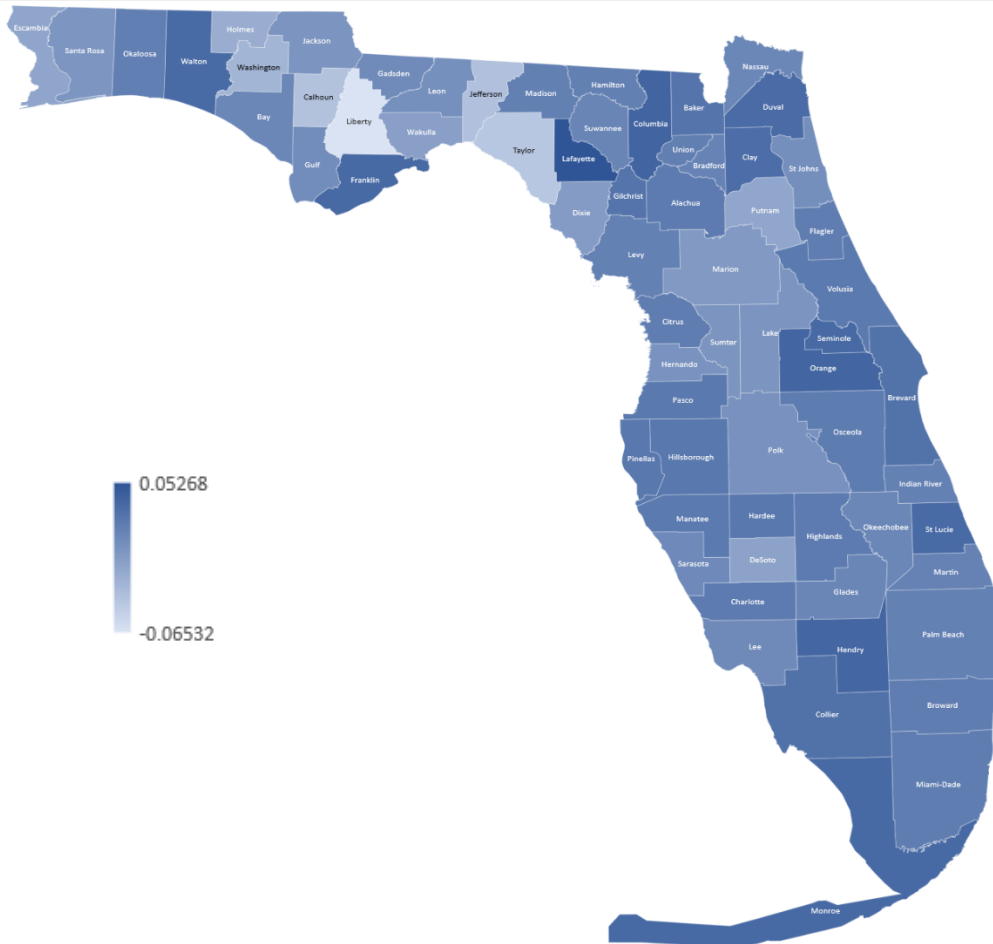 Escambia
Santa Rosa
Okaloosa
Walton
Holmes
Washington
Jackson
Bay
Calhoun
Gulf
Liberty
Franklin
Gadsden
Leon
Wakulla
Jefferson
Madison
Taylor
Hamilton
Suwannee
Lafayette
Dixie
Columbia
Baker
Nassau
Duval
Union
Bradford
Clay
St Johns
Gilchrist
Alachua
Putnam
Flagler
Levy
Marion
Volusia
Citrus
Sumter
Lake
Seminole
Orange
Hernando
Pasco
Brevard
Osceola
Pinellas
Hillsborough
Polk
Indian River
Manatee
Hardee
Highlands
Okeechobee
St Lucie
Sarasota
DeSoto
Martin
Charlotte
Glades
Lee
Hendry
Palm Beach
Collier
Broward
Miami-Dade
Monroe
0.05268
-0.06532